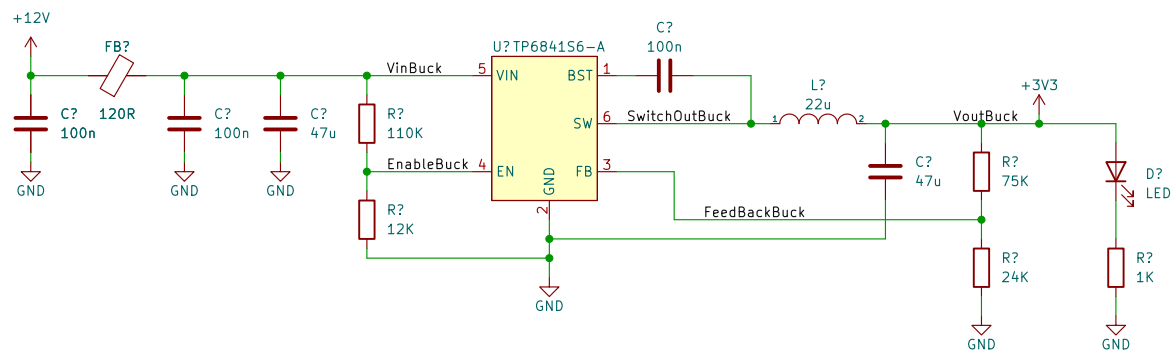 +12V
FB?
120R
C?
100n
GND
C?
100n
GND
C?
47u
GND
VinBuck
R?
110K
EnableBuck
R?
12K
U?TP6841S6-A
5
VIN
BST
1
SW
6
4
EN
FB
3
GND
2
GND
C?
100n
SwitchOutBuck
L?
22u
1
2
C?
47u
VoutBuck
+3V3
R?
75K
FeedBackBuck
R?
24K
GND
D?
LED
R?
1K
GND